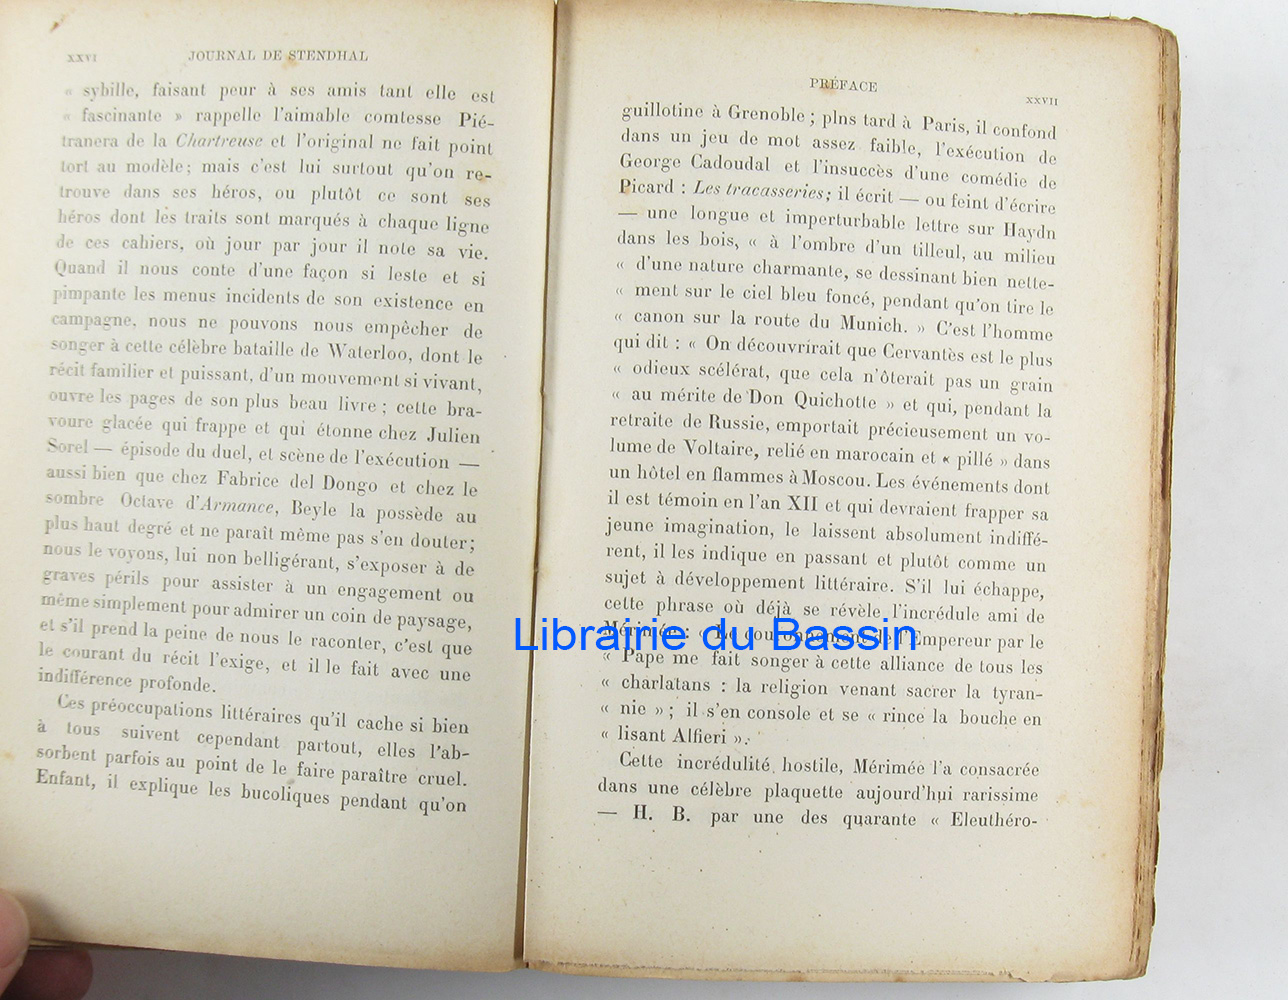 XXVI JOURNAL DE STENDHAL
« sybille, faisant peur à ses amis tant elle est
« fascinante » rappelle l'aimable comtesse Pié-
tranera de la Chartreuse et l'original ne fait point
tort au modèle; mais c'est lui surtout qu'on re-
trouve dans ses héros, ou plutôt ce sont ses
héros dont les traits sont marqués à chaque ligne
de ces cahiers, où jour par jour il note sa vie.
Quand il nous conte d'une façon si leste et si
pimpante les menus incidents de son existence en
campagne, nous ne pouvons nous empêcher de
songer à cette célèbre bataille de Waterloo, dont le
récit familier et puissant, d'un mouvement si vivant,
ouvre les pages de son plus beau livre; cette bra-
voure glacée qui frappe et qui étonne chez Julien
Sorel — épisode du duel, et scène de l'exécution —
aussi bien que chez Fabrice del Dongo et chez le
sombre Octave d'Armance, Beyle la possède au
plus haut degré et ne paraît même pas s'en douter;
nous le voyons, lui non belligérant, s'exposer à de
graves périls pour assister à un engagement ou
même simplement pour admirer un coin de paysage,
et s'il prend la peine de nous le raconter, c'est que
le courant du récit l'exige, et il le fait avec une
indifférence profonde.
Ces préoccupations littéraires qu'il cache si bien
à tous suivent cependant partout, elles l'ab-
sorbent parfois au point de le faire paraître cruel.
Enfant, il explique les bucoliques pendant qu'on
PRÉFACE XXVII
guillotine à Grenoble; plns tard à Paris, il confond
dans un jeu de mot assez faible, l'exécution de
George Cadoudal et l'insuccès d'une comédie de
Picard : Les tracasseries; il écrit — ou feint d'écrire
— une longue et imperturbable lettre sur Haydn
dans les bois, « à l'ombre d'un tilleul, au milieu
« d'une nature charmante, se dessinant bien nette-
« ment sur le ciel bleu foncé, pendant qu'on tire le
« canon sur la route du Munich. » C'est l'homme
qui dit : « On découvrirait que Cervantès est le plus
« odieux scélérat, que cela n'ôterait pas un grain
« au mérite de Don Quichotte » et qui, pendant la
retraite de Russie, emportait précieusement un vo-
lume de Voltaire, relié en marocain et « pillé » dans
un hôtel en flammes à Moscou. Les événements dont
il est témoin en l'an XII et qui devraient frapper sa
jeune imagination, le laissent absolument indiffé-
rent, il les indique en passant et plutôt comme un
sujet à développement littéraire. S'il lui échappe,
cette phrase où déjà se révèle l'incrédule ami de
Mérimée : « Le couronnement de l'Empereur par le
« Pape me fait songer à cette alliance de tous les
« charlatans : la religion venant sacrer la tyran-
« nie » ; il s'en console et se « rince la bouche en
« lisant Alfieri ».
Cette incrédulité hostile, Mérimée l'a consacrée
dans une célèbre plaquette aujourd'hui rarissime
— H. B. par une des quarante « Eleuthéro-
Librairie du Bassin